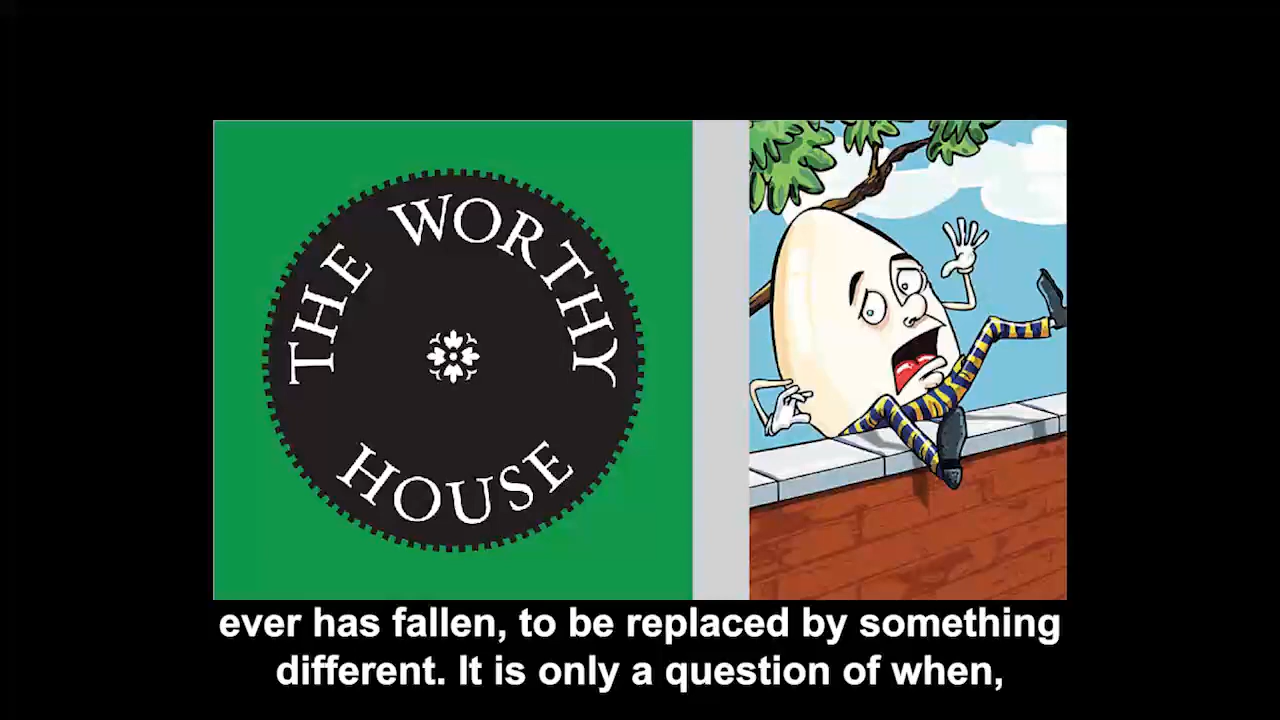 THE WORTHY
HOUSE
ever has fallen, to be replaced by something
different. It is only a question of when,